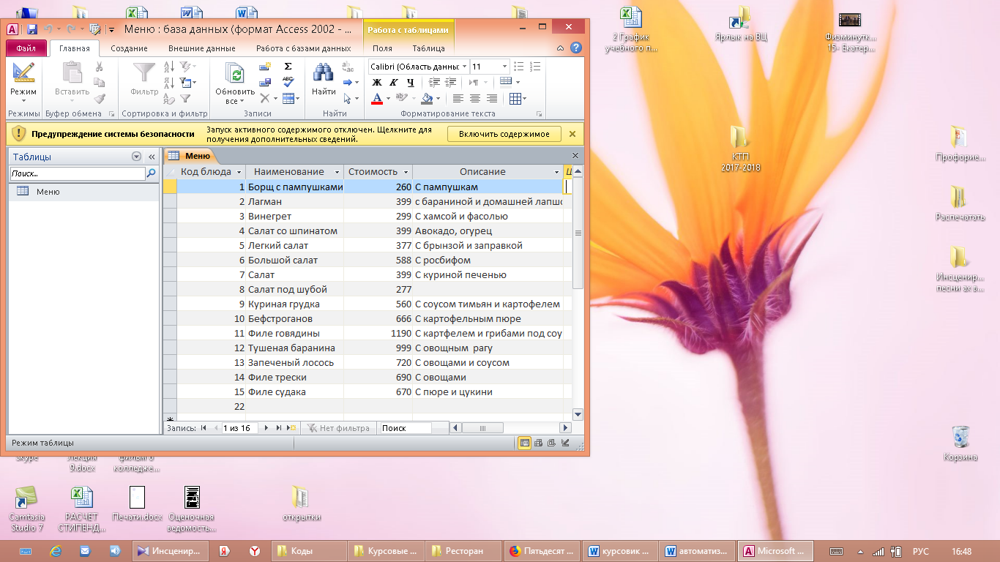 2 График
учебного п...
Ярлык на ВЩ
Физминутк...
15- Екатер...
Меню : база данных (формат Access 2002 - ...
Работа с таблицами
Файл
Главная
Создание
Внешние данные
Работа с базами данных
Поля
Таблица
Режим
Вставить
Фильтр
Обновить
все
Найти
Calibri (Область данны:
11
Ж К Ч
Режимы
Буфер обмена
Сортировка и фильтр
Записи
Найти
Форматирование текста
Предупреждение системы безопасности
Запуск активного содержимого отключен. Щелкните для
получения дополнительных сведений.
Включить содержимое
Таблицы
Поиск...
Меню
Меню
Код блюда Наименование Стоимость Описание
1 Борщ с пампушками 260 С пампушкам
2 Лагман 399 с бараниной и домашней лапшо
3 Винегрет 299 С хамсой и фасолью
4 Салат со шпинатом 399 Авокадо, огурец
5 Легкий салат 377 С брынзой и заправкой
6 Большой салат 588 С росбифом
7 Салат 399 С куриной печенью
8 Салат под шубой 277
9 Куриная грудка 560 С соусом тимьян и картофелем
10 Бефстроганов 666 С картофельным пюре
11 Филе говядины 1190 С картфелем и грибами под соу
12 Тушеная баранина 999 С овощным рагу
13 Запеченый лосось 720 С овощами и соусом
14 Филе трески 690 С овощами
15 Филе судака 670 С пюре и цукини
22
Запись:
1 из 16
Нет фильтра
Поиск
Режим таблицы
КТП
2017-2018
Профорие...
Распечатать
Инсценир...
песни ах в...
Корзина
Skype
Лекция
9.docx
фильм о
колледже...
Camtasia
Studio 7
РАСЧЕТ
СТИПЕНД...
Печати.docx
Оценочная
ведомость...
открытки
Инсценир...
Коды
Курсовые ...
Ресторан
Пятьдесят ...
курсовик ...
автоматиз...
Microsoft ...
РУС
16:48